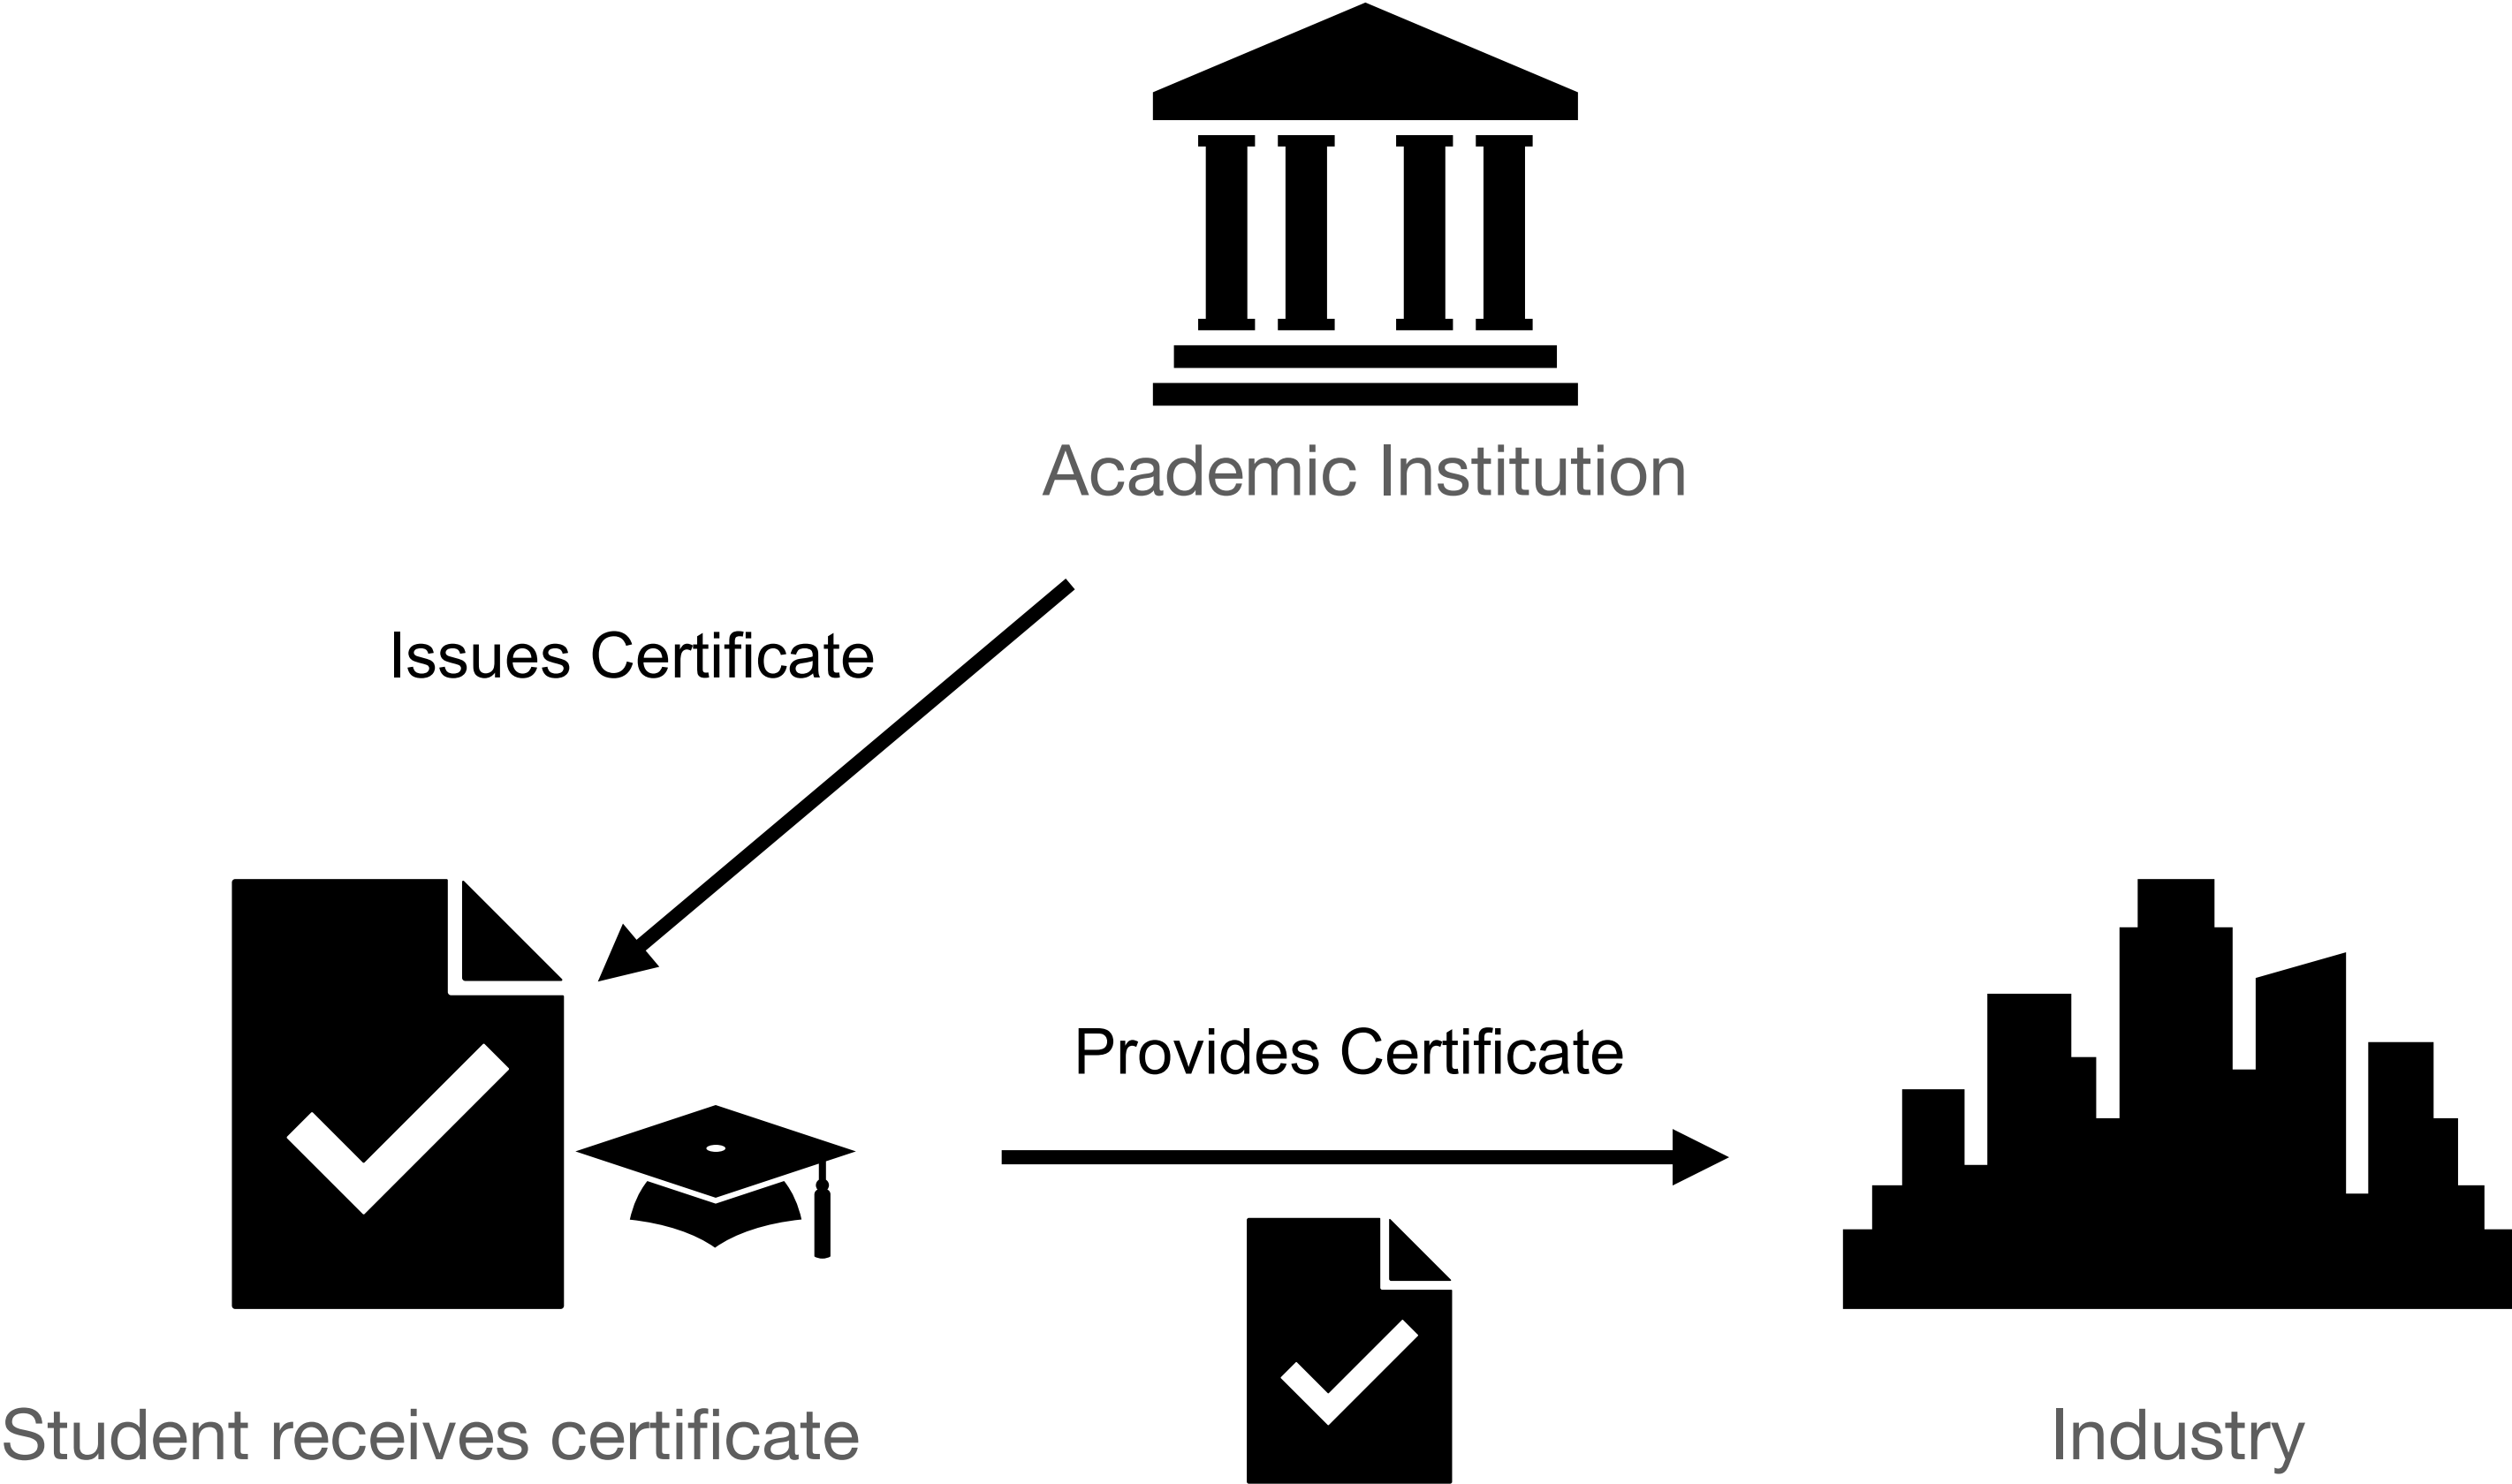 Academic Institution
Issues Certificate
Provides Certificate
Student receives certificate
Industry